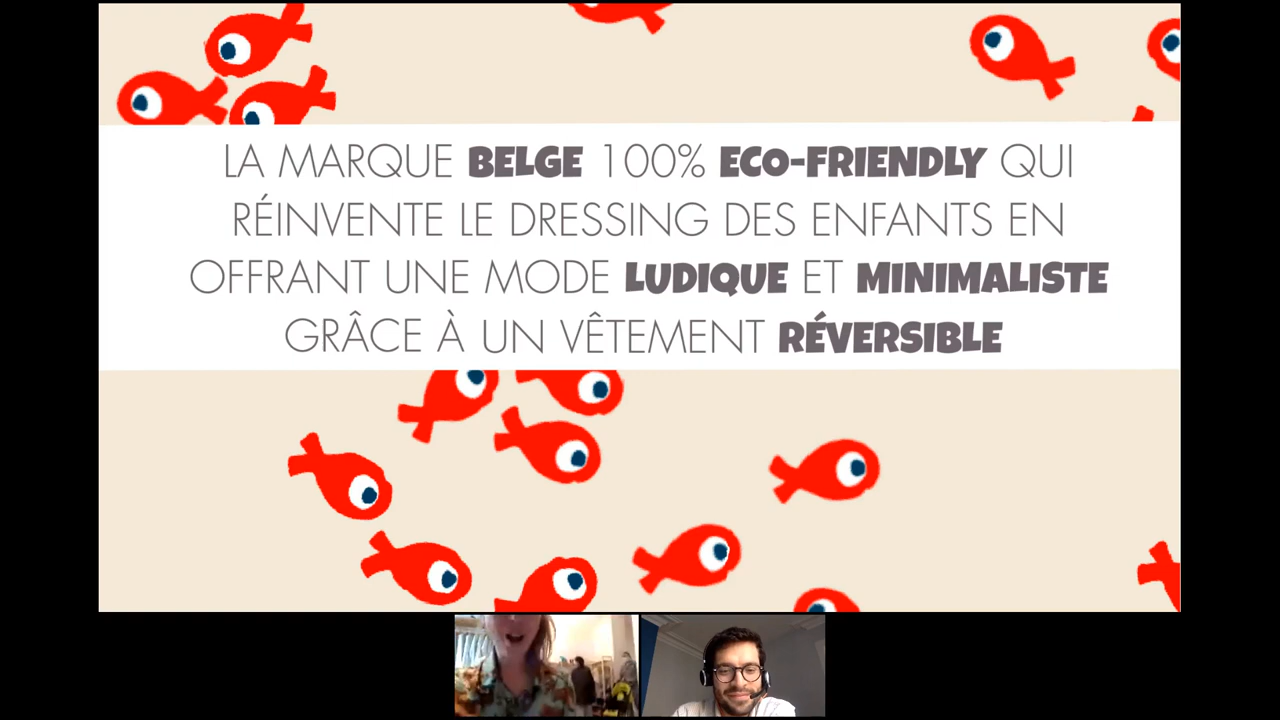 LA MARQUE BELGE 100% ECO-FRIENDLY QUI
RÉINVENTE LE DRESSING DES ENFANTS EN
OFFRANT UNE MODE LUDIQUE ET MINIMALISTE
GRÂCE À UN VÊTEMENT RÉVERSIBLE